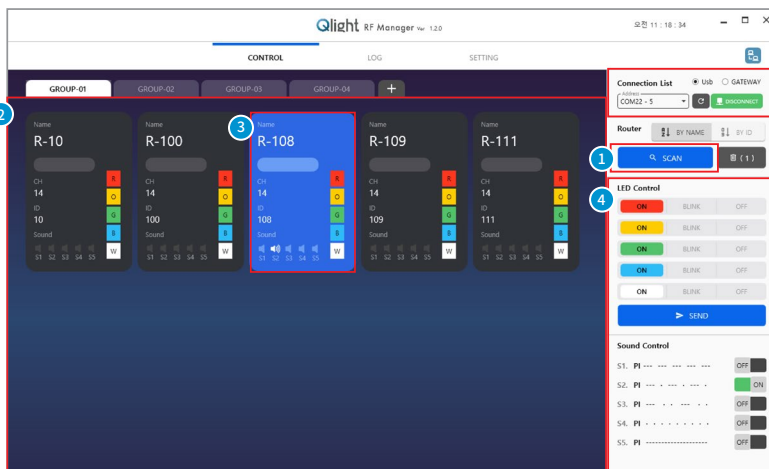 Qlight RF Manager Ver 1.2.0
오전 11 : 18 : 34
CONTROL LOG SETTING
GROUP-01 GROUP-02 GROUP-03 GROUP-04 +
Connection List Usb GATEWAY
Address
COM22 - 5 DISCONNECT
Router BY NAME BY ID
1 SCAN ( 1 )
2
3
Name Name Name Name Name
R-10 R-100 R-108 R-109 R-111
CH R CH R CH R CH R CH R
14 O 14 O 14 O 14 O 14 O
ID G ID G ID G ID G ID G
10 100 108 109 111
Sound B Sound B Sound B Sound B Sound B
W W W W W
S1 S2 S3 S4 S5 S1 S2 S3 S4 S5 S1 S2 S3 S4 S5 S1 S2 S3 S4 S5 S1 S2 S3 S4 S5
4
LED Control
ON BLINK OFF
ON BLINK OFF
ON BLINK OFF
ON BLINK OFF
ON BLINK OFF
SEND
Sound Control
S1. PI --- --- --- --- --- OFF
S2. PI --- · --- · --- · ON
S3. PI --- · · --- · · OFF
S4. PI · · · · · · · · · OFF
S5. PI ------------------- OFF